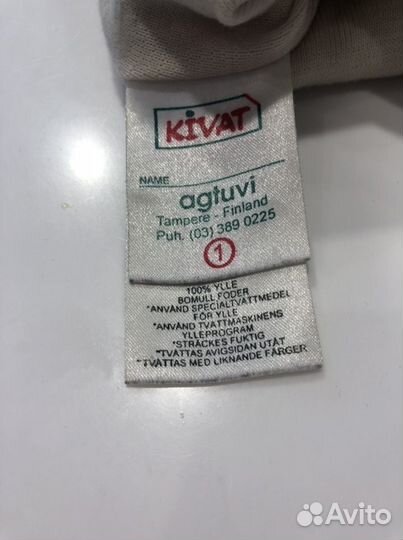 KIVAT
NAME
agtuvi
Tampere - Finland
Puh. (03) 389 0225
1
100% YLLE
BOMULL FODER
*ANVÄND SPECIALTVÄTTMEDEL
FÖR YLLE
*ANVÄND TVÄTTMASKINENS
YLLEPROGRAM
*STRÄCKES FUKTIG
*TVÄTTAS AVIGSIDAN UTÅT
*TVÄTTAS MED LIKNANDE FÄRGER
Avito